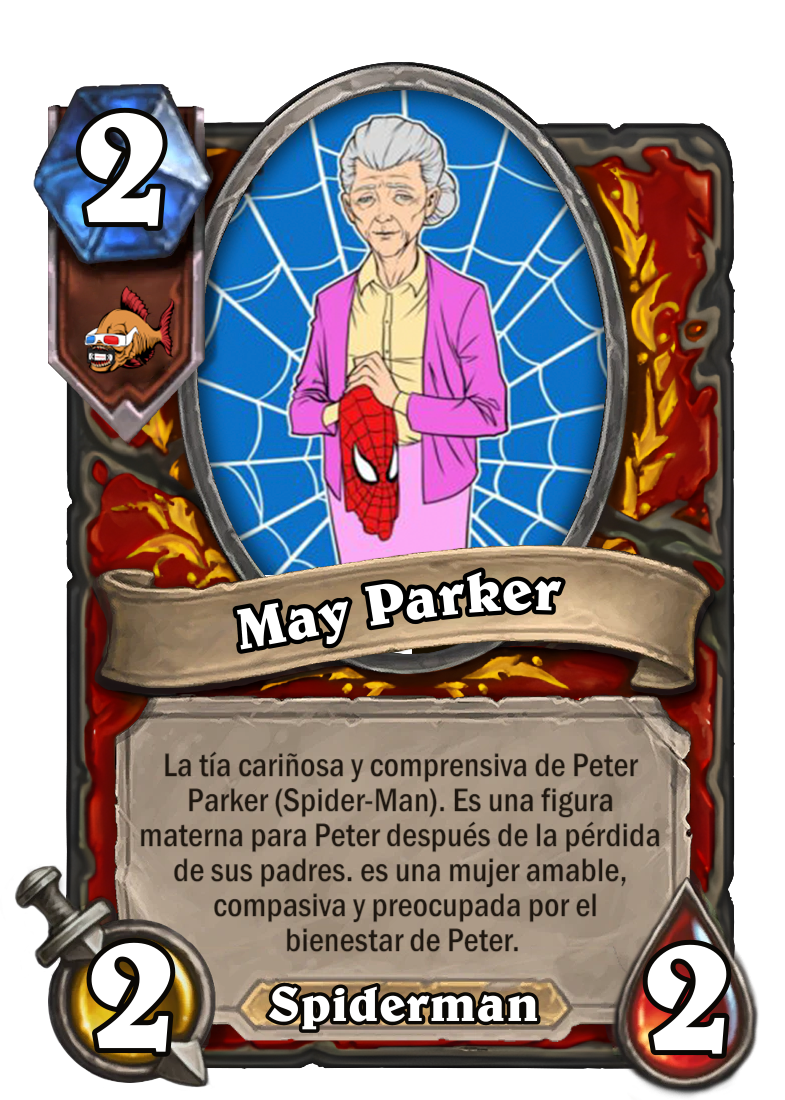 2
May Parker
La tía cariñosa y comprensiva de Peter
Parker (Spider-Man). Es una figura
materna para Peter después de la pérdida
de sus padres. es una mujer amable,
compasiva y preocupada por el
bienestar de Peter.
2
Spiderman
2